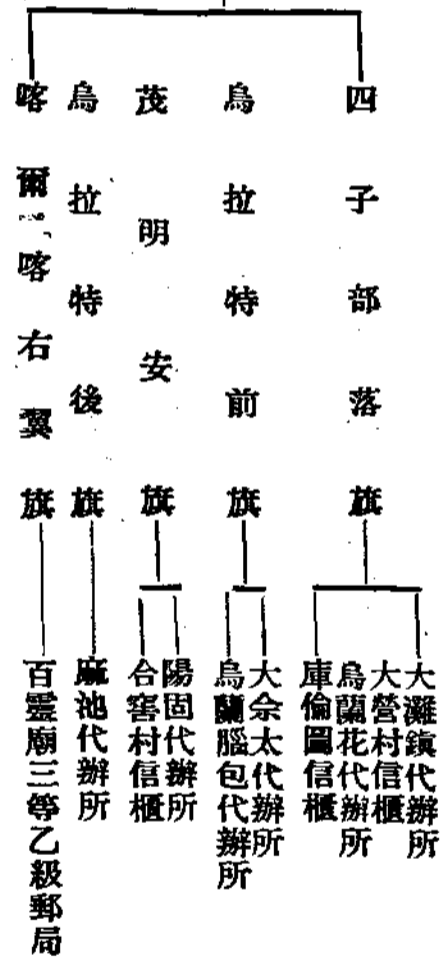 四子部落旗
大灘鎮代辦所
大營村信櫃
烏蘭花代辦所
庫倫圖信櫃
烏拉特前旗
大佘太代辦所
烏蘭腦包代辦所
茂明安旗
陽固代辦所
合窖村信櫃
烏拉特後旗
麻池代辦所
喀爾喀右翼旗
百靈廟三等乙級郵局